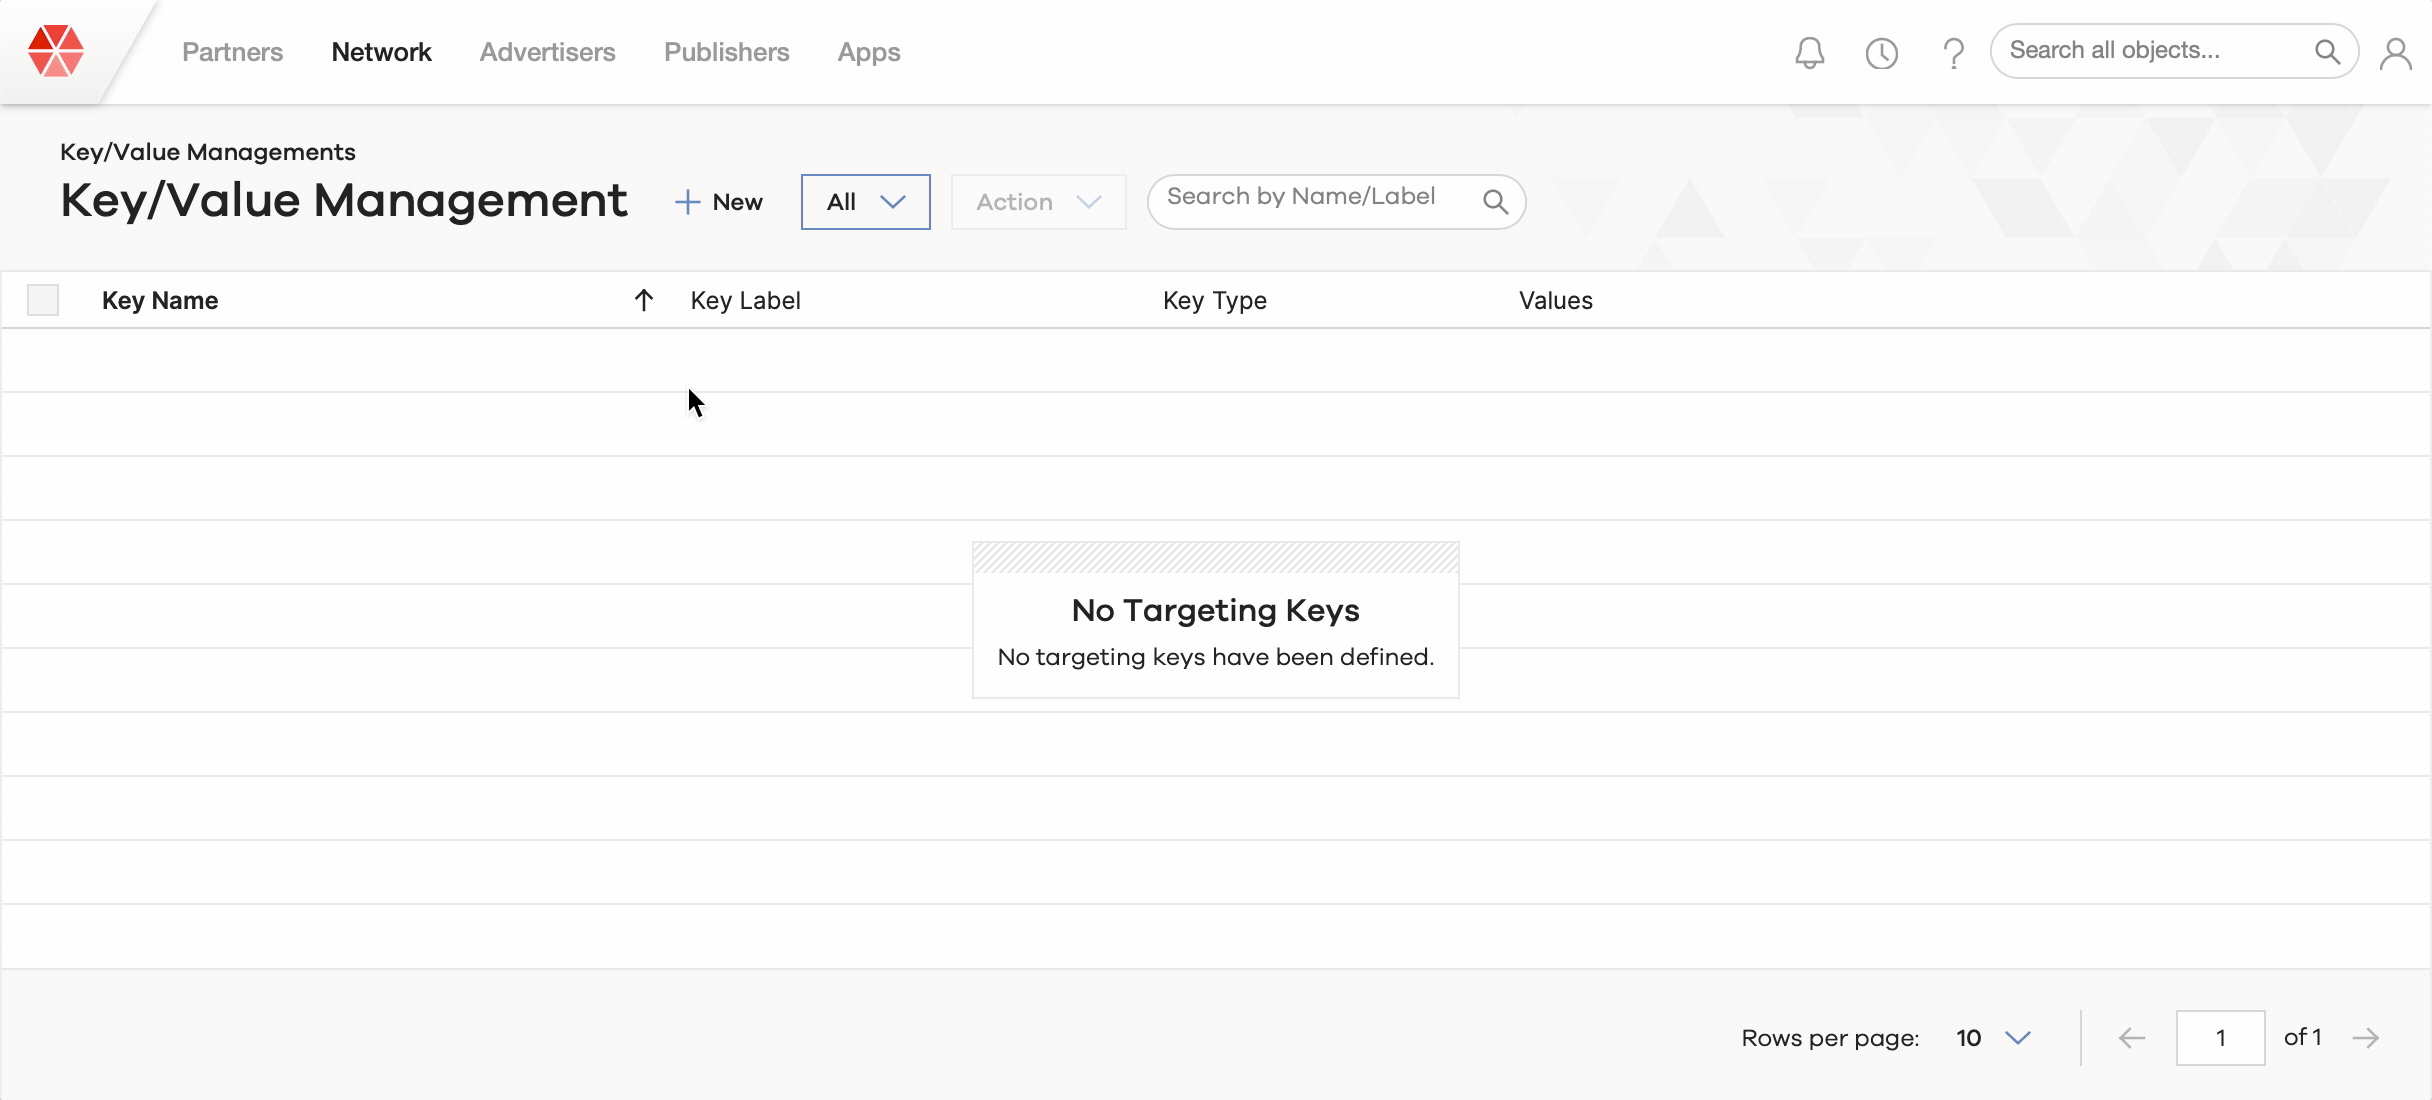 Partners Network Advertisers Publishers Apps Search all objects...
Key/Value Managements
Key/Value Management New All Action Search by Name/Label
Key Name Key Label Key Type Values
No Targeting Keys
No targeting keys have been defined.
Rows per page: 10 1 of 1